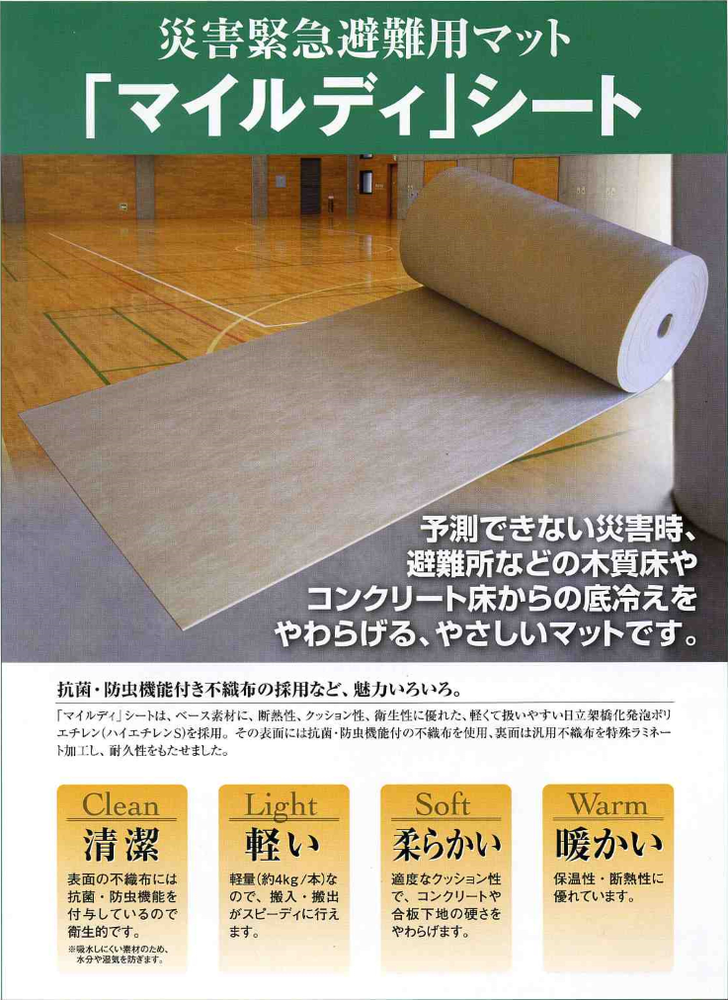 災害緊急避難用マット
「マイルディ」シート
予測できない災害時、
避難所などの木質床や
コンクリート床からの底冷えを
やわらげる、やさしいマットです。
抗菌・防虫機能付き不織布の採用など、魅力いろいろ。
「マイルディ」シートは、ベース素材に、断熱性、クッション性、衛生性に優れた、軽くて扱いやすい日立架橋化発泡ポリ
エチレン(ハイエチレンS)を採用。その表面には抗菌・防虫機能付の不織布を使用、裏面は汎用不織布を特殊ラミネー
ト加工し、耐久性をもたせました。
Clean
清潔
表面の不織布には
抗菌・防虫機能を
付与しているので
衛生的です。
※吸水しにくい素材のため、
水分や湿気を防ぎます。
Light
軽い
軽量(約4kg/本)な
ので、搬入・搬出
がスピーディに行え
ます。
Soft
柔らかい
適度なクッション性
で、コンクリートや
合板下地の硬さを
やわらげます。
Warm
暖かい
保温性・断熱性に
優れています。